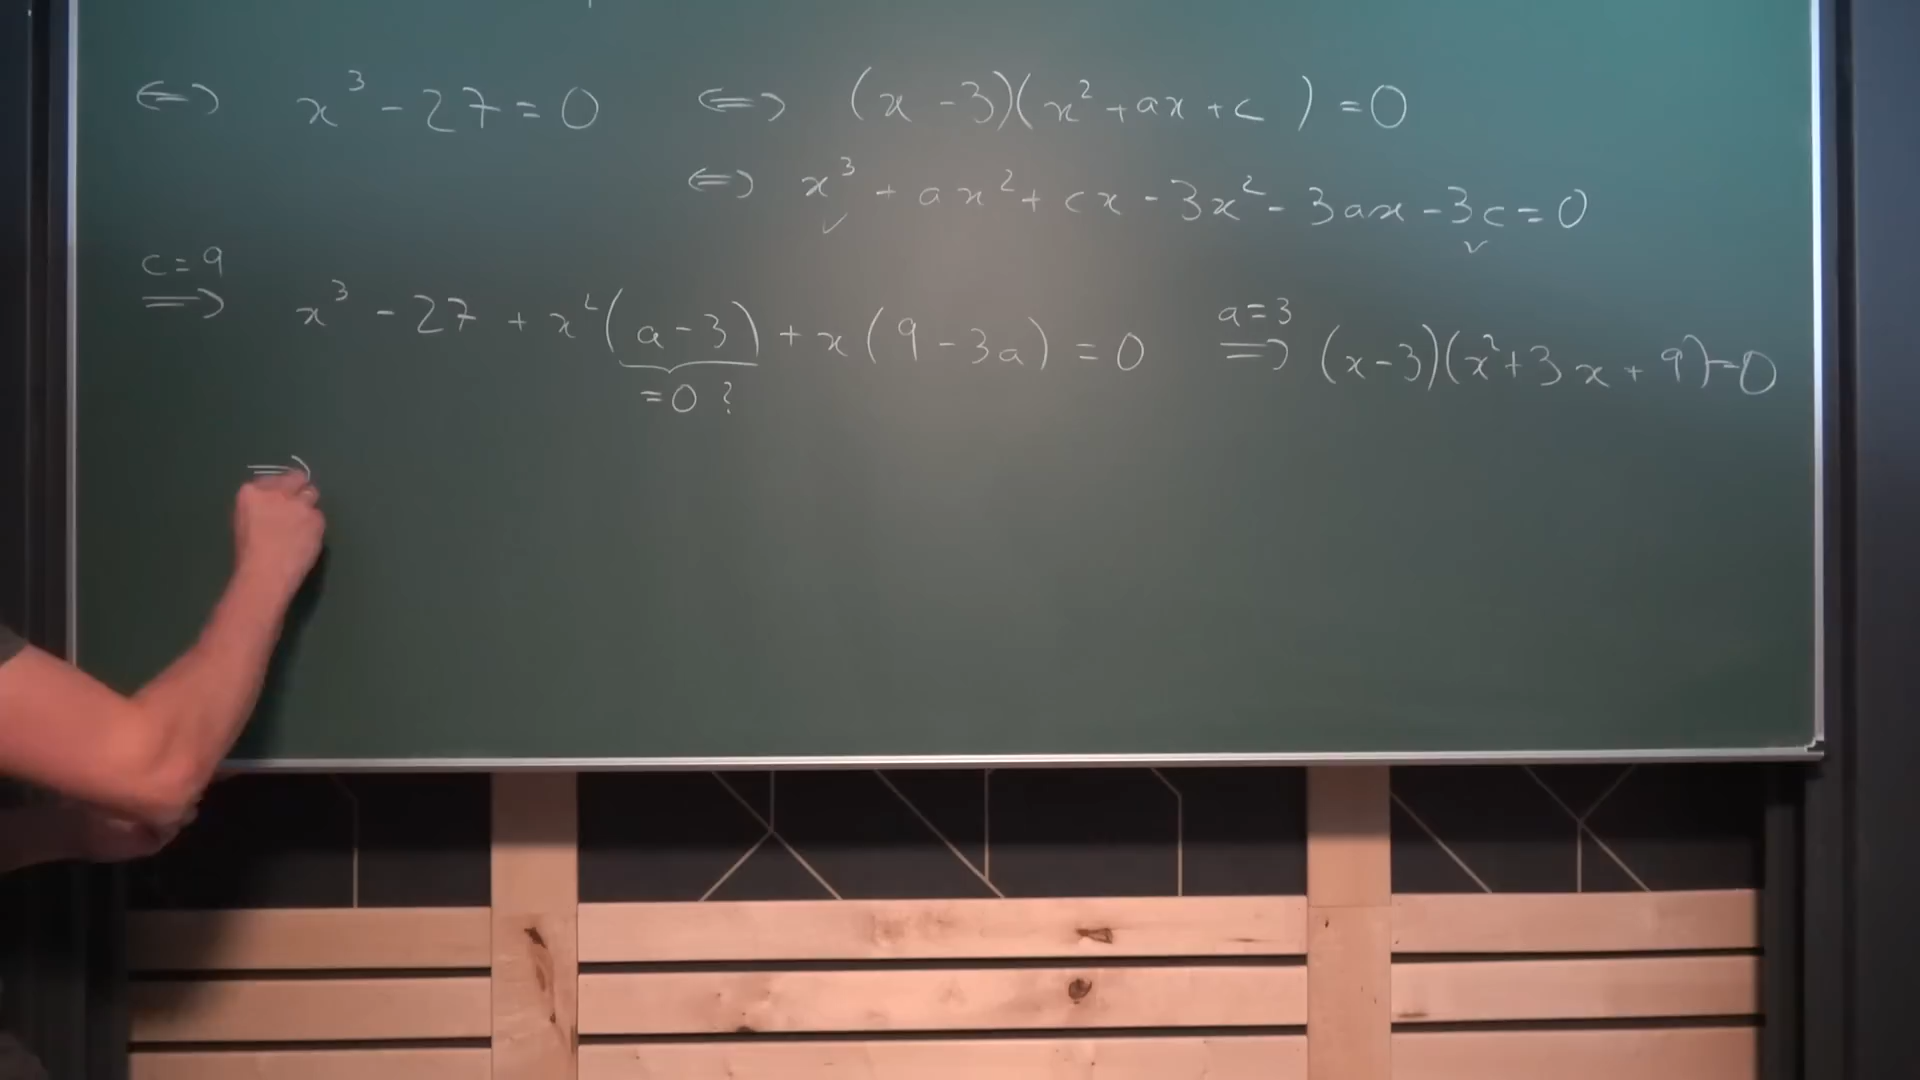 ⇔ x³ - 27 = 0 ⇔ (x - 3)(x² + ax + c ) = 0
⇔ x³ + ax² + cx - 3x² - 3ax - 3c = 0
✓ ✓
c = 9
⇒ x³ - 27 + x² (a - 3) + x (9 - 3a) = 0
= 0 ?
a = 3
⇒ (x - 3)(x² + 3x + 9) = 0
⇒